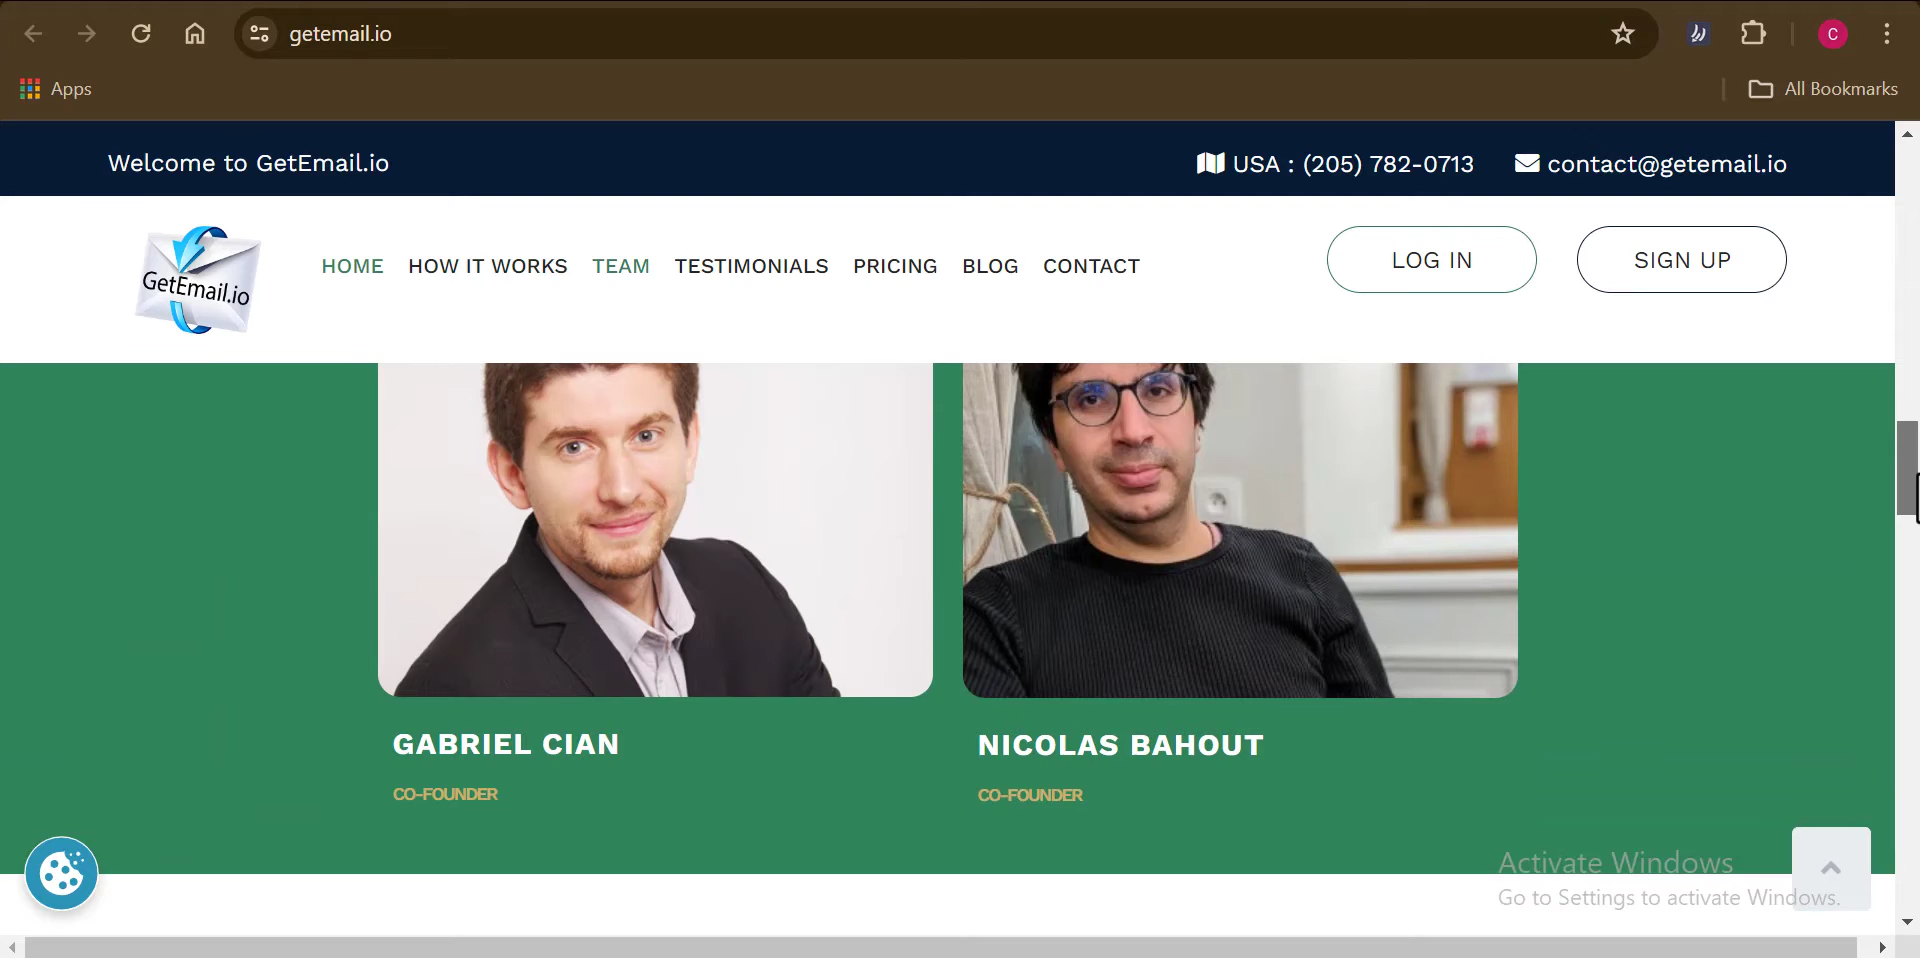 getemail.io
C
Apps
All Bookmarks
Welcome to GetEmail.io
USA : (205) 782-0713
contact@getemail.io
GetEmail.io
HOME
HOW IT WORKS
TEAM
TESTIMONIALS
PRICING
BLOG
CONTACT
LOG IN
SIGN UP
GABRIEL CIAN
NICOLAS BAHOUT
CO-FOUNDER
CO-FOUNDER
Activate Windows
Go to Settings to activate Windows.